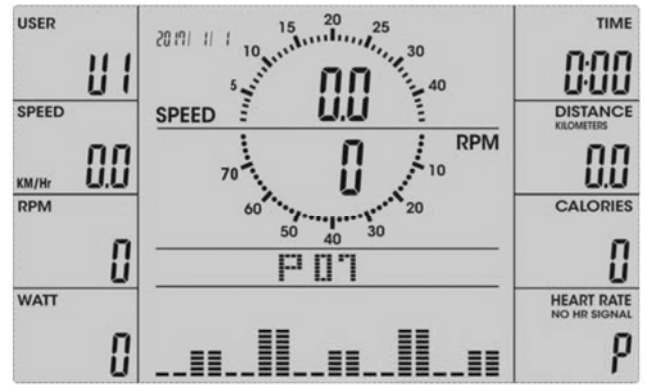 USER
U1
SPEED
KM/Hr 0.0
RPM
0
WATT
0
2017/ 1/ 1
5 10 15 20 25 30 40
SPEED 0.0
RPM 0
70 60 50 40 30 20 10
P 07
TIME
0:00
DISTANCE
KILOMETERS
0.0
CALORIES
0
HEART RATE
NO HR SIGNAL
P